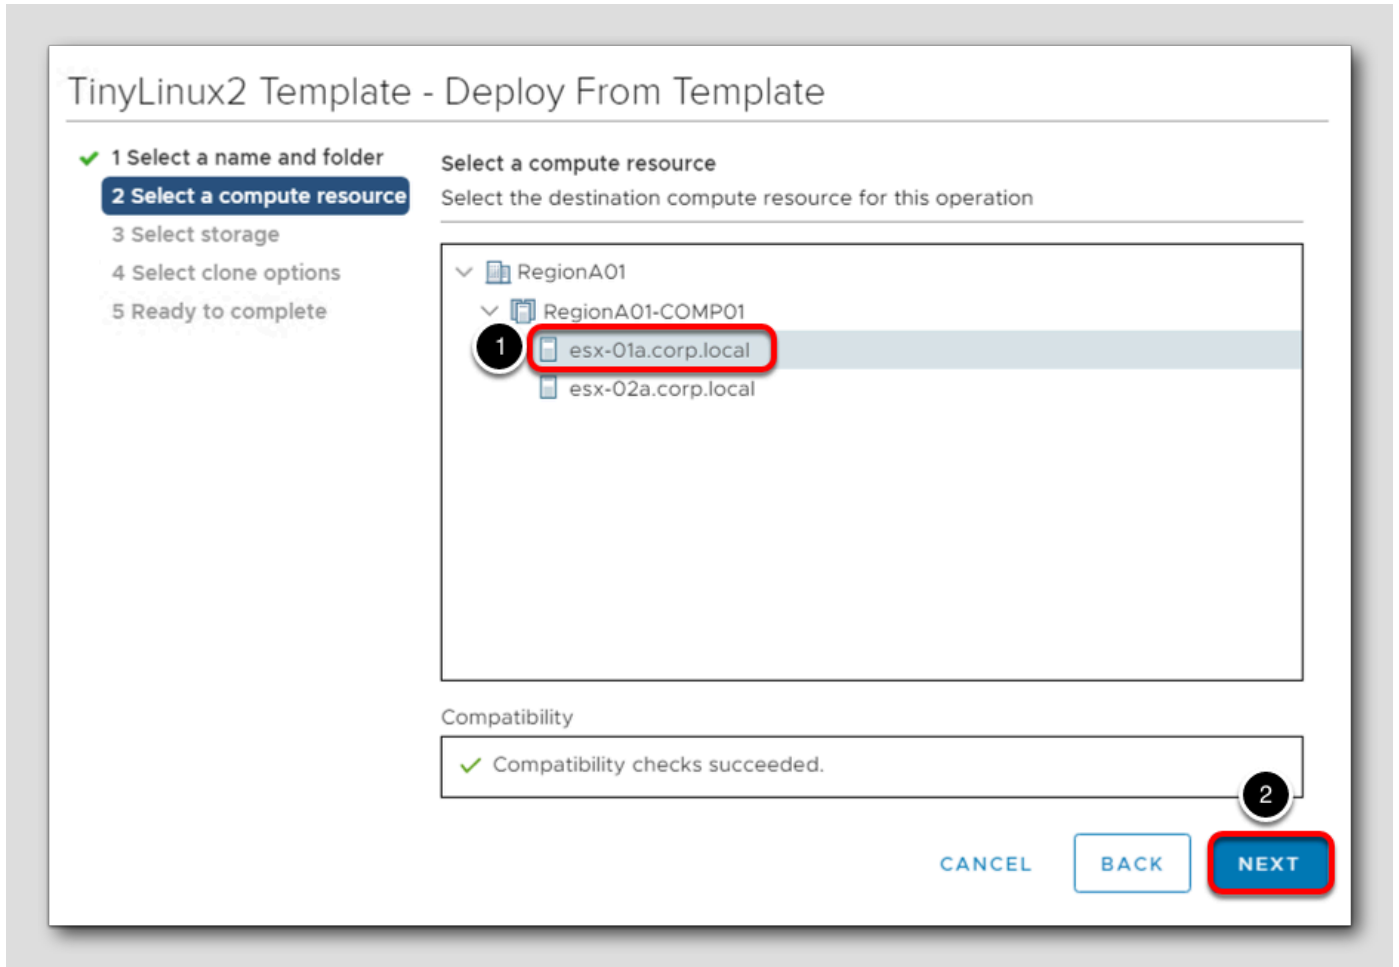 TinyLinux2 Template - Deploy From Template
1 Select a name and folder
2 Select a compute resource
3 Select storage
4 Select clone options
5 Ready to complete
Select a compute resource
Select the destination compute resource for this operation
RegionA01
RegionA01-COMP01
1
esx-01a.corp.local
esx-02a.corp.local
Compatibility
Compatibility checks succeeded.
2
CANCEL
BACK
NEXT